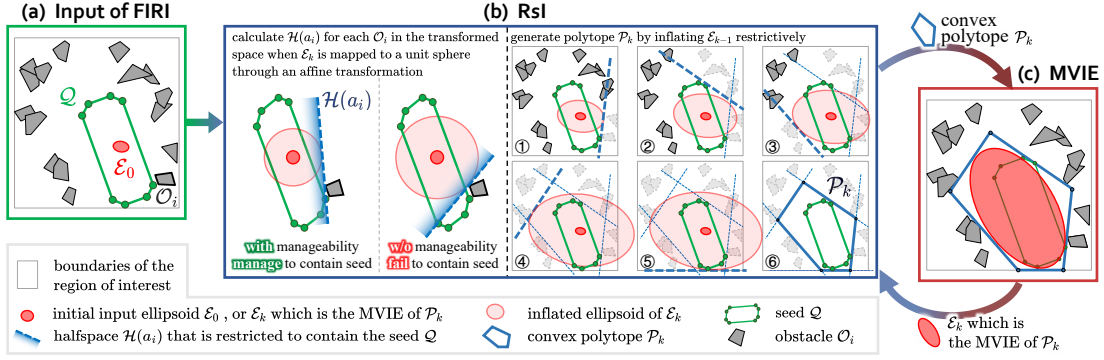 (a) Input of FIRI
𝒬
ℰ₀
𝒪ᵢ
(b) RsI
calculate ℋ(aᵢ) for each 𝒪ᵢ in the transformed
space when ℰₖ is mapped to a unit sphere
through an affine transformation
ℋ(aᵢ)
with manageability
manage to contain seed
w/o manageability
fail to contain seed
generate polytope 𝒫ₖ by inflating ℰₖ₋₁ restrictively
①
②
③
④
⑤
⑥
𝒫ₖ
convex
polytope 𝒫ₖ
(c) MVIE
ℰₖ which is
the MVIE of 𝒫ₖ
boundaries of the
region of interest
initial input ellipsoid ℰ₀ , or ℰₖ which is the MVIE of 𝒫ₖ
halfspace ℋ(aᵢ) that is restricted to contain the seed 𝒬
inflated ellipsoid of ℰₖ
convex polytope 𝒫ₖ
seed 𝒬
obstacle 𝒪ᵢ